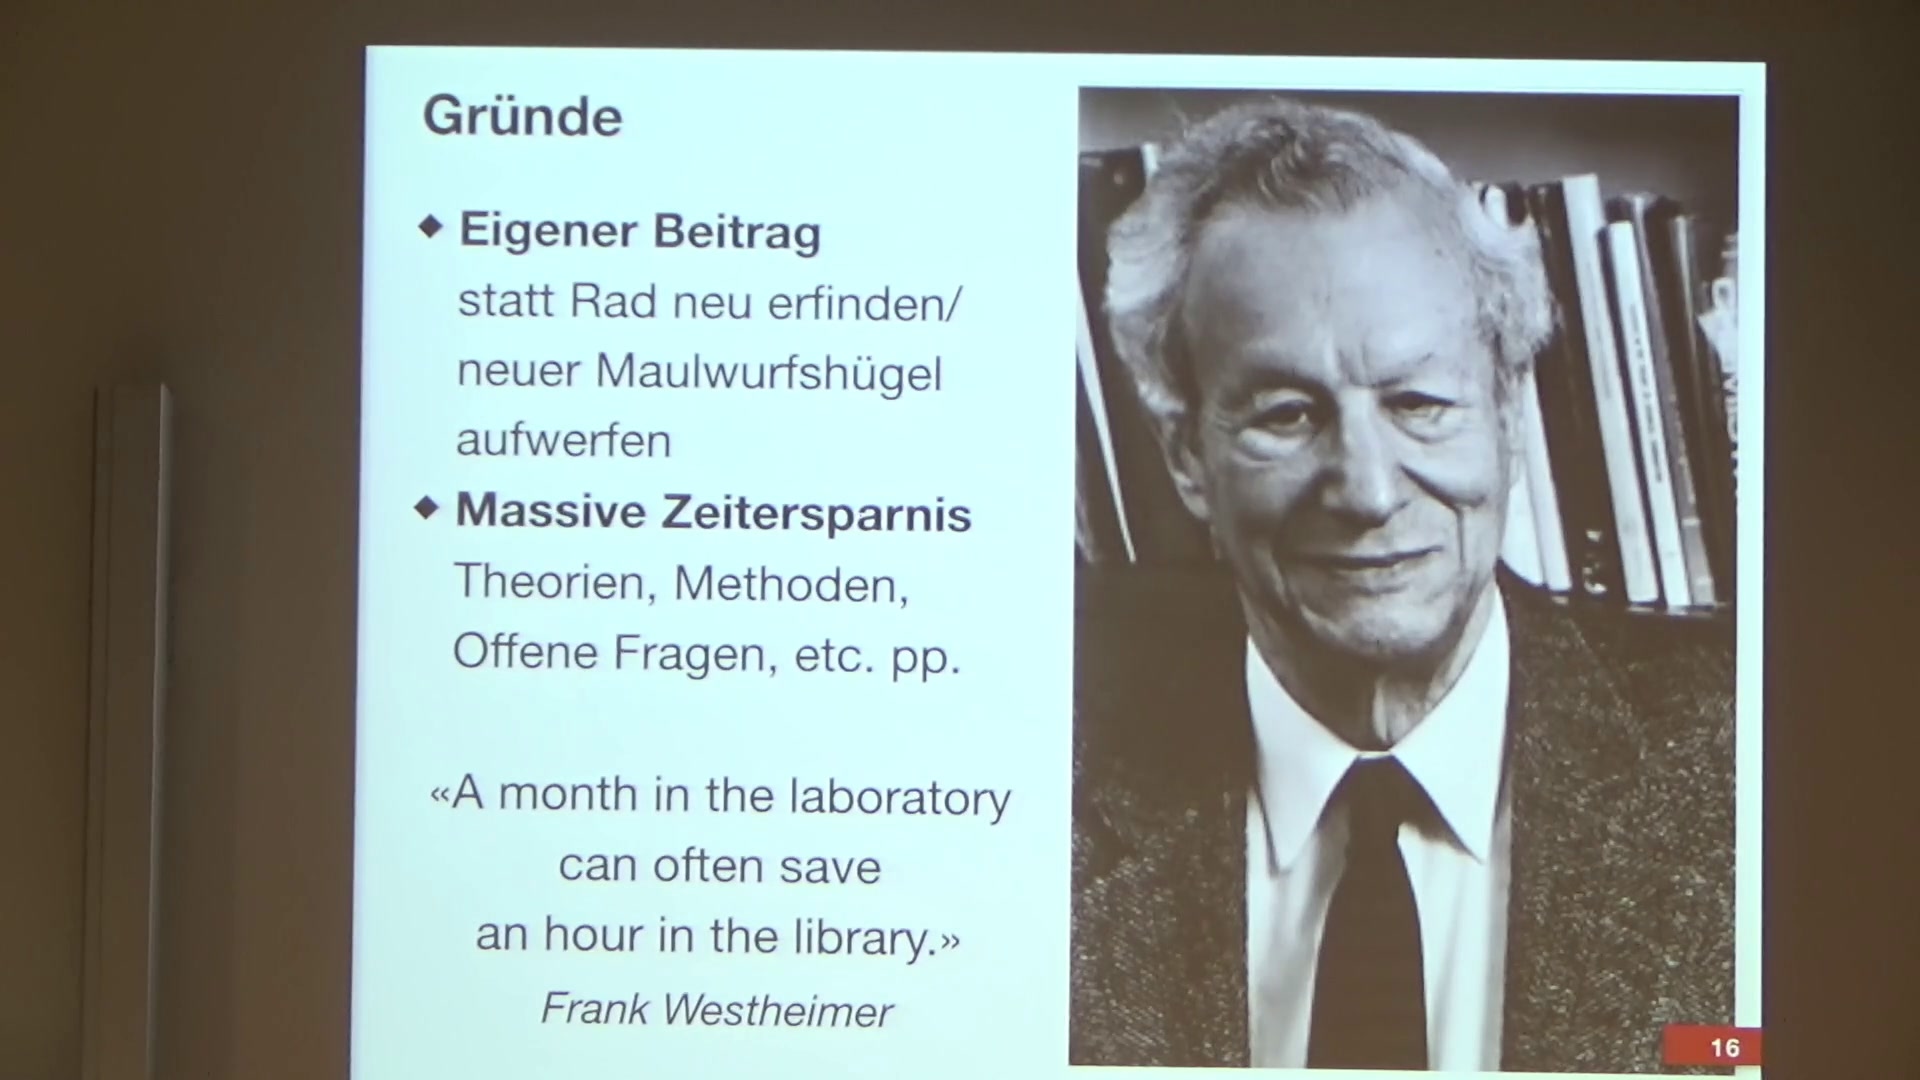 Gründe
◆ Eigener Beitrag
statt Rad neu erfinden/
neuer Maulwurfshügel
aufwerfen
◆ Massive Zeitersparnis
Theorien, Methoden,
Offene Fragen, etc. pp.
«A month in the laboratory
can often save
an hour in the library.»
Frank Westheimer
16